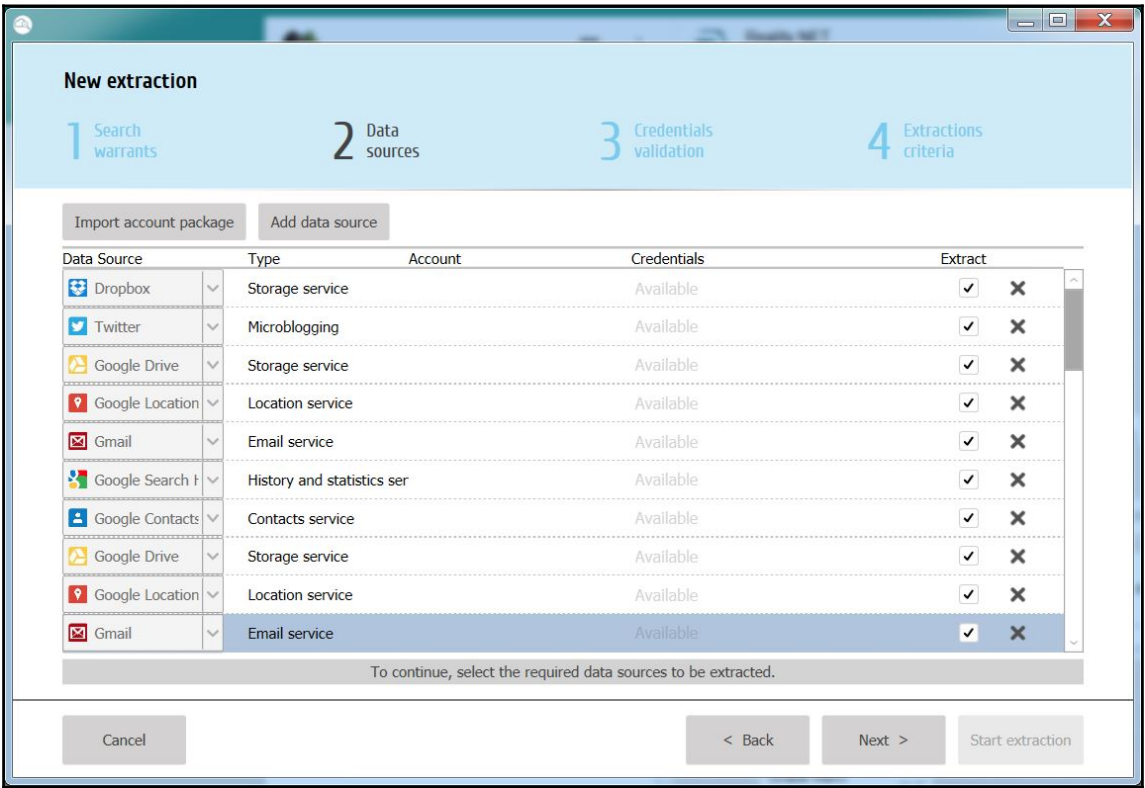 New extraction
1 Search warrants
2 Data sources
3 Credentials validation
4 Extractions criteria
Import account package Add data source
Data Source Type Account Credentials Extract
Dropbox Storage service Available
Twitter Microblogging Available
Google Drive Storage service Available
Google Location Location service Available
Gmail Email service Available
Google Search H History and statistics ser Available
Google Contacts Contacts service Available
Google Drive Storage service Available
Google Location Location service Available
Gmail Email service Available
To continue, select the required data sources to be extracted.
Cancel < Back Next > Start extraction